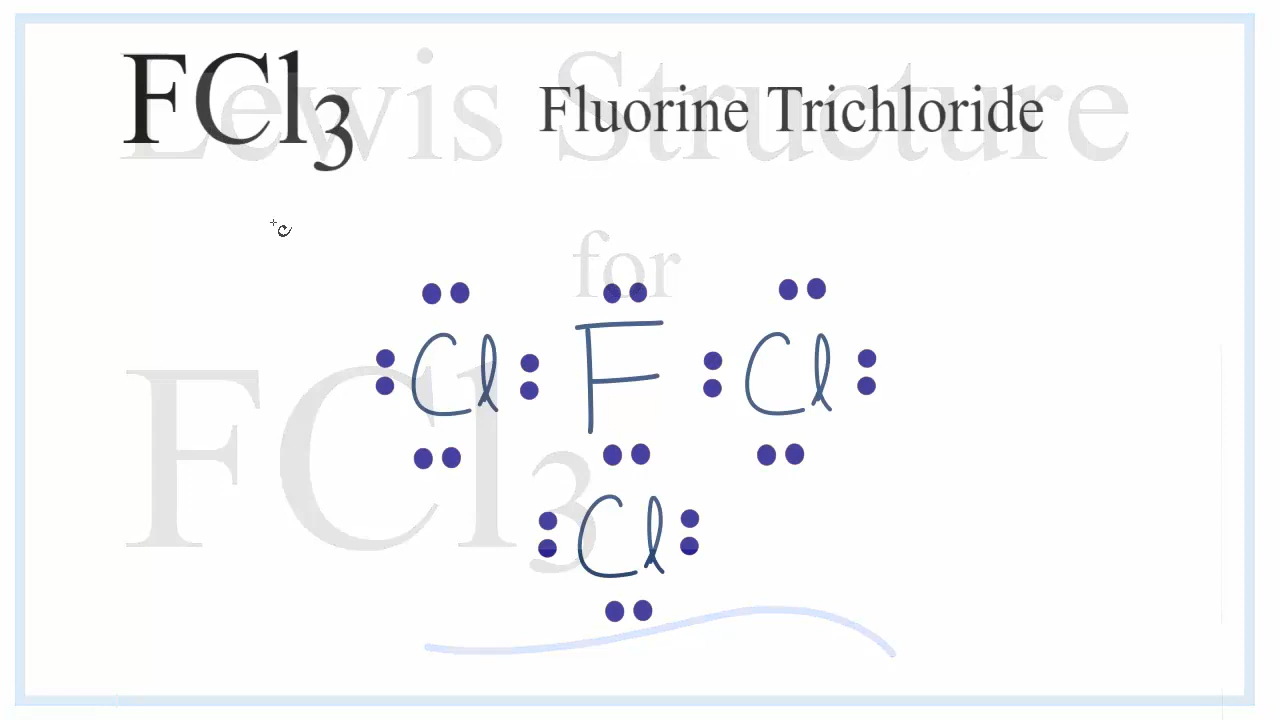 FCl₃ Fluorine Trichloride
Lewis Structure
for
FCl₃
Cl F Cl
Cl